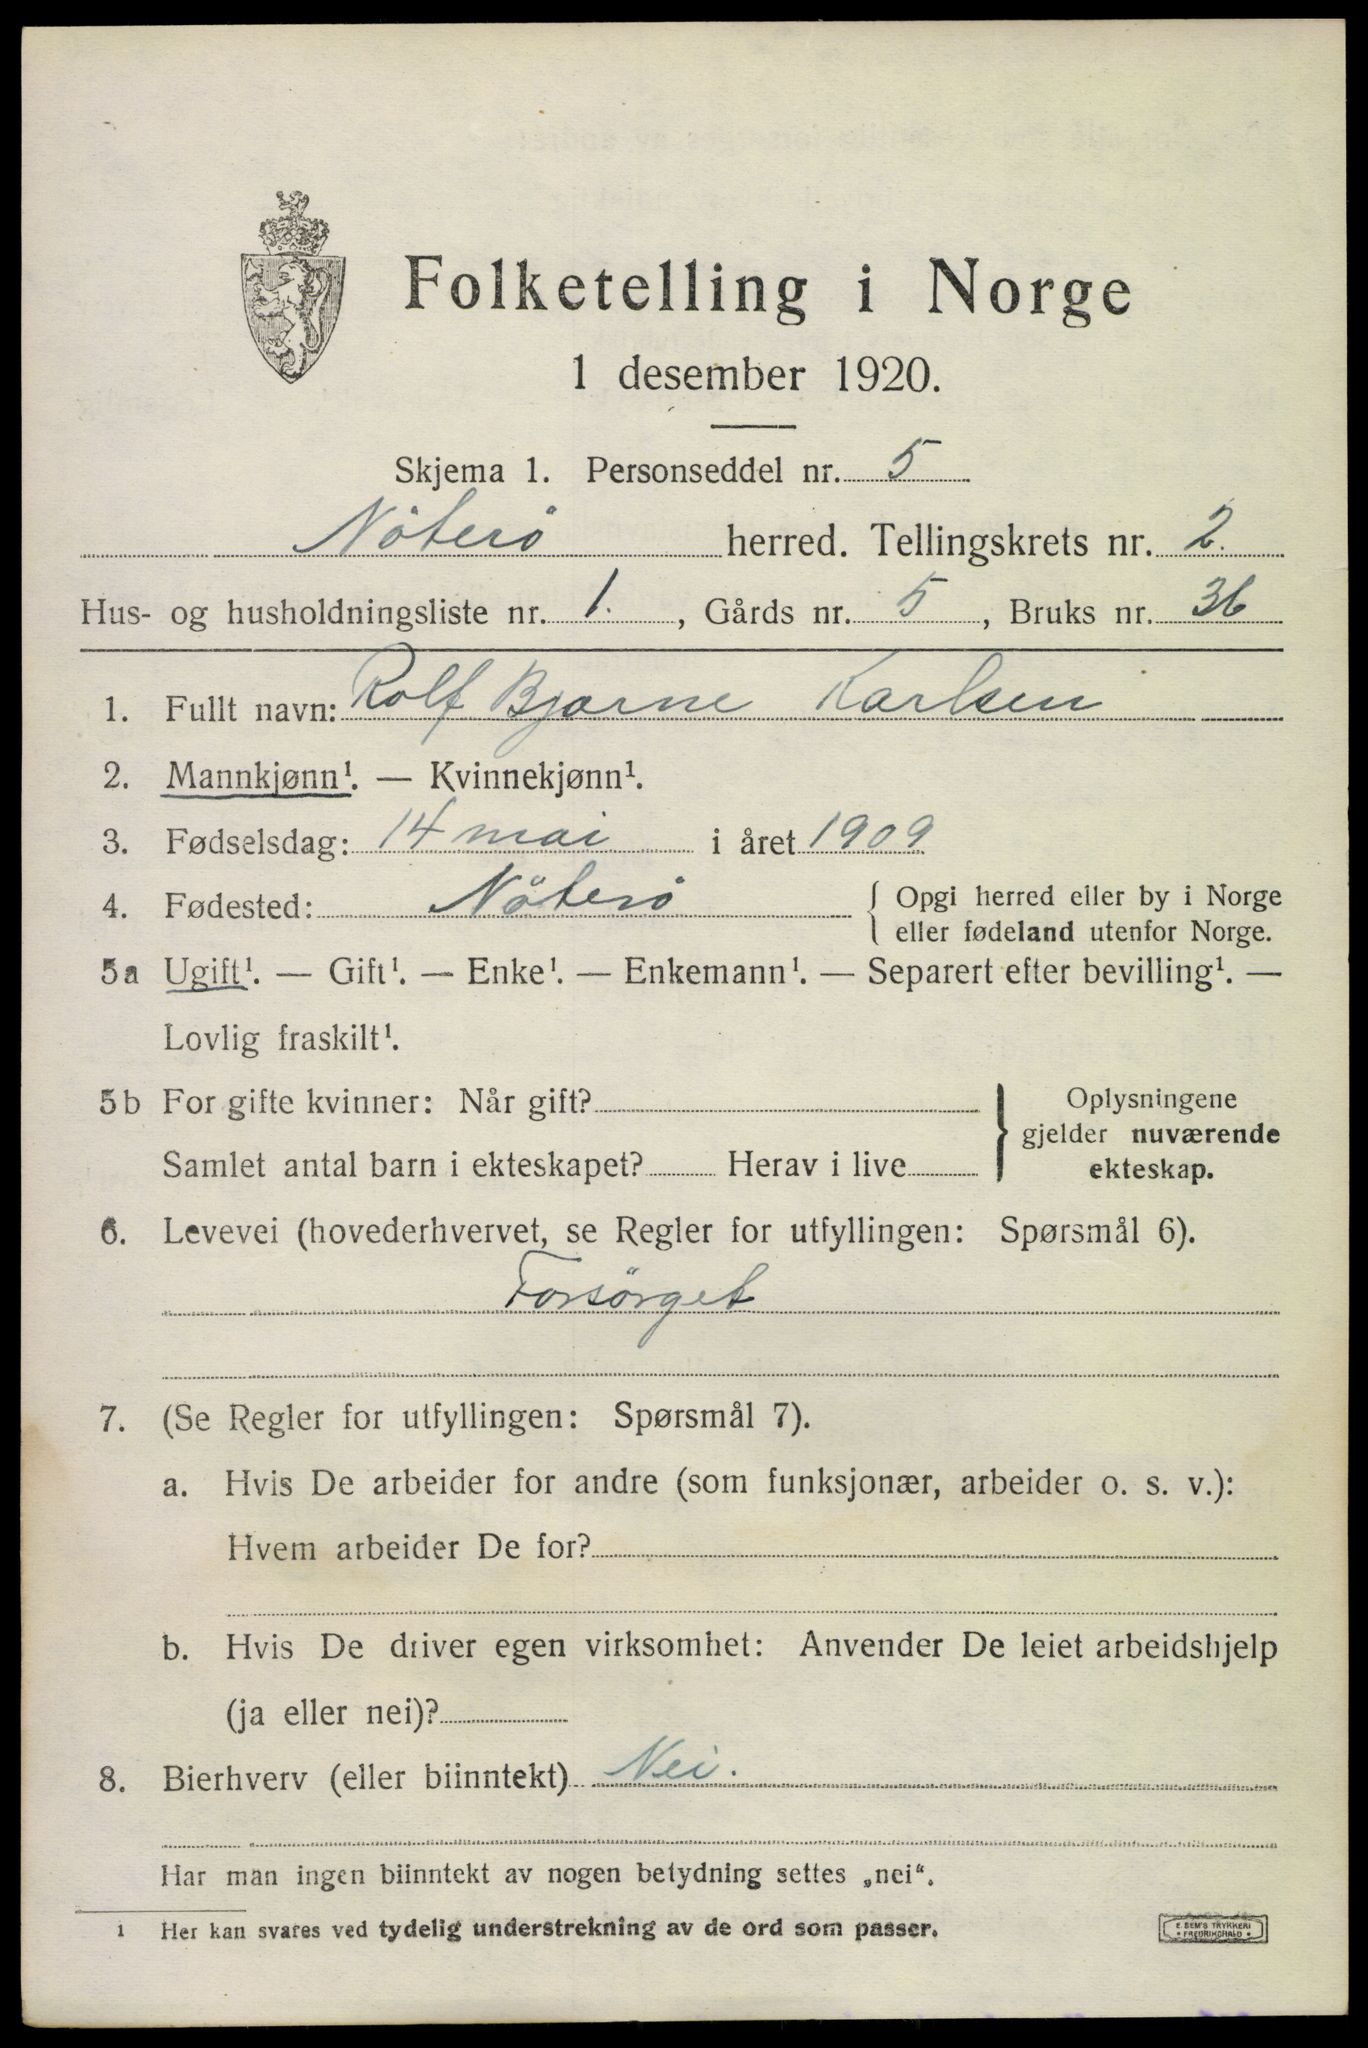 Folketelling i Norge
1 desember 1920.
Skjema 1. Personseddel nr. 5
Nöterö herred. Tellingskrets nr. 2.
Hus- og husholdningsliste nr. 1., Gårds nr. 5, Bruks nr. 36
1. Fullt navn: Rolf Bjarne Karlsen
2. Mannkjønn¹. — Kvinnekjønn¹.
3. Fødselsdag: 14 mai i året 1909
4. Fødested: Nöterö { Opgi herred eller by i Norge
eller fødeland utenfor Norge.
5a Ugift¹. — Gift¹. — Enke¹. — Enkemann¹. — Separert efter bevilling¹. —
Lovlig fraskilt¹.
5b For gifte kvinner: Når gift?
Samlet antal barn i ekteskapet? Herav i live
} Oplysningene
gjelder nuværende
ekteskap.
6. Levevei (hovederhvervet, se Regler for utfyllingen: Spørsmål 6).
Forsörget
7. (Se Regler for utfyllingen: Spørsmål 7).
a. Hvis De arbeider for andre (som funksjonær, arbeider o. s. v.):
Hvem arbeider De for?
b. Hvis De driver egen virksomhet: Anvender De leiet arbeidshjelp
(ja eller nei)?
8. Bierhverv (eller biinntekt) Nei.
Har man ingen biinntekt av nogen betydning settes „nei“.
1 Her kan svares ved tydelig understrekning av de ord som passer.
E. SEM'S TRYKKERI
FREDRIKSHALD